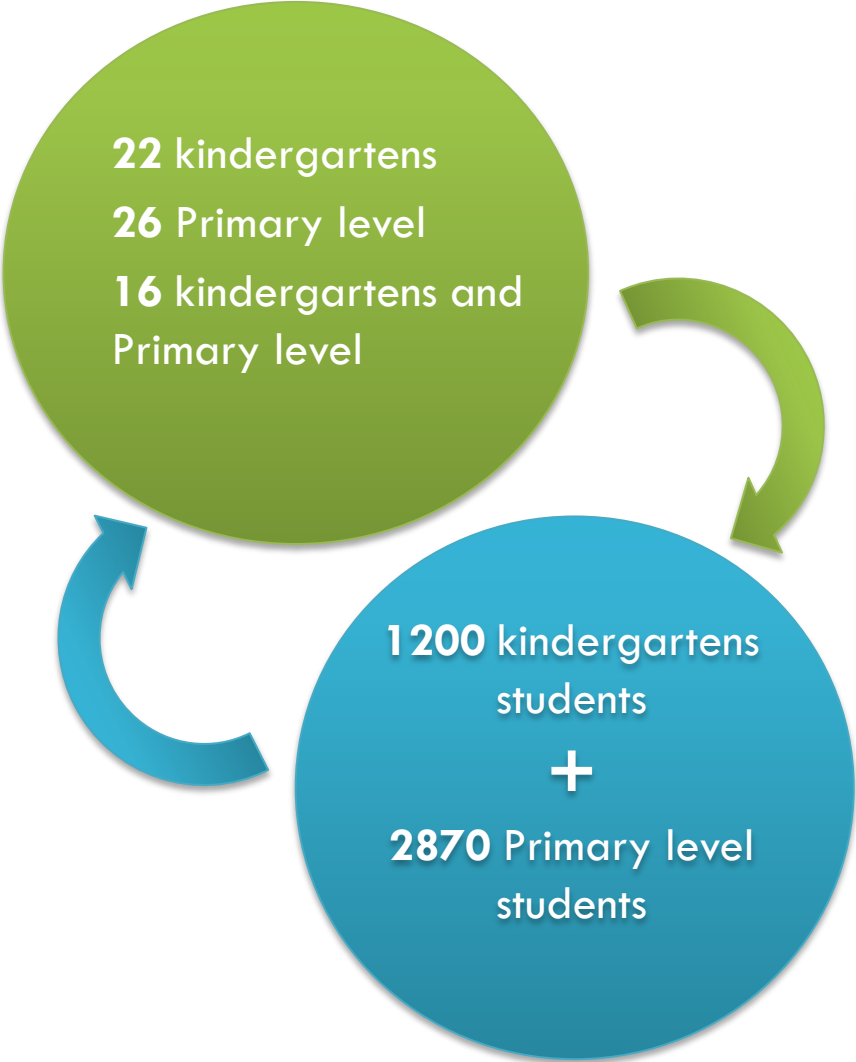 22 kindergartens
26 Primary level
16 kindergartens and
Primary level
1200 kindergartens
students
+
2870 Primary level
students